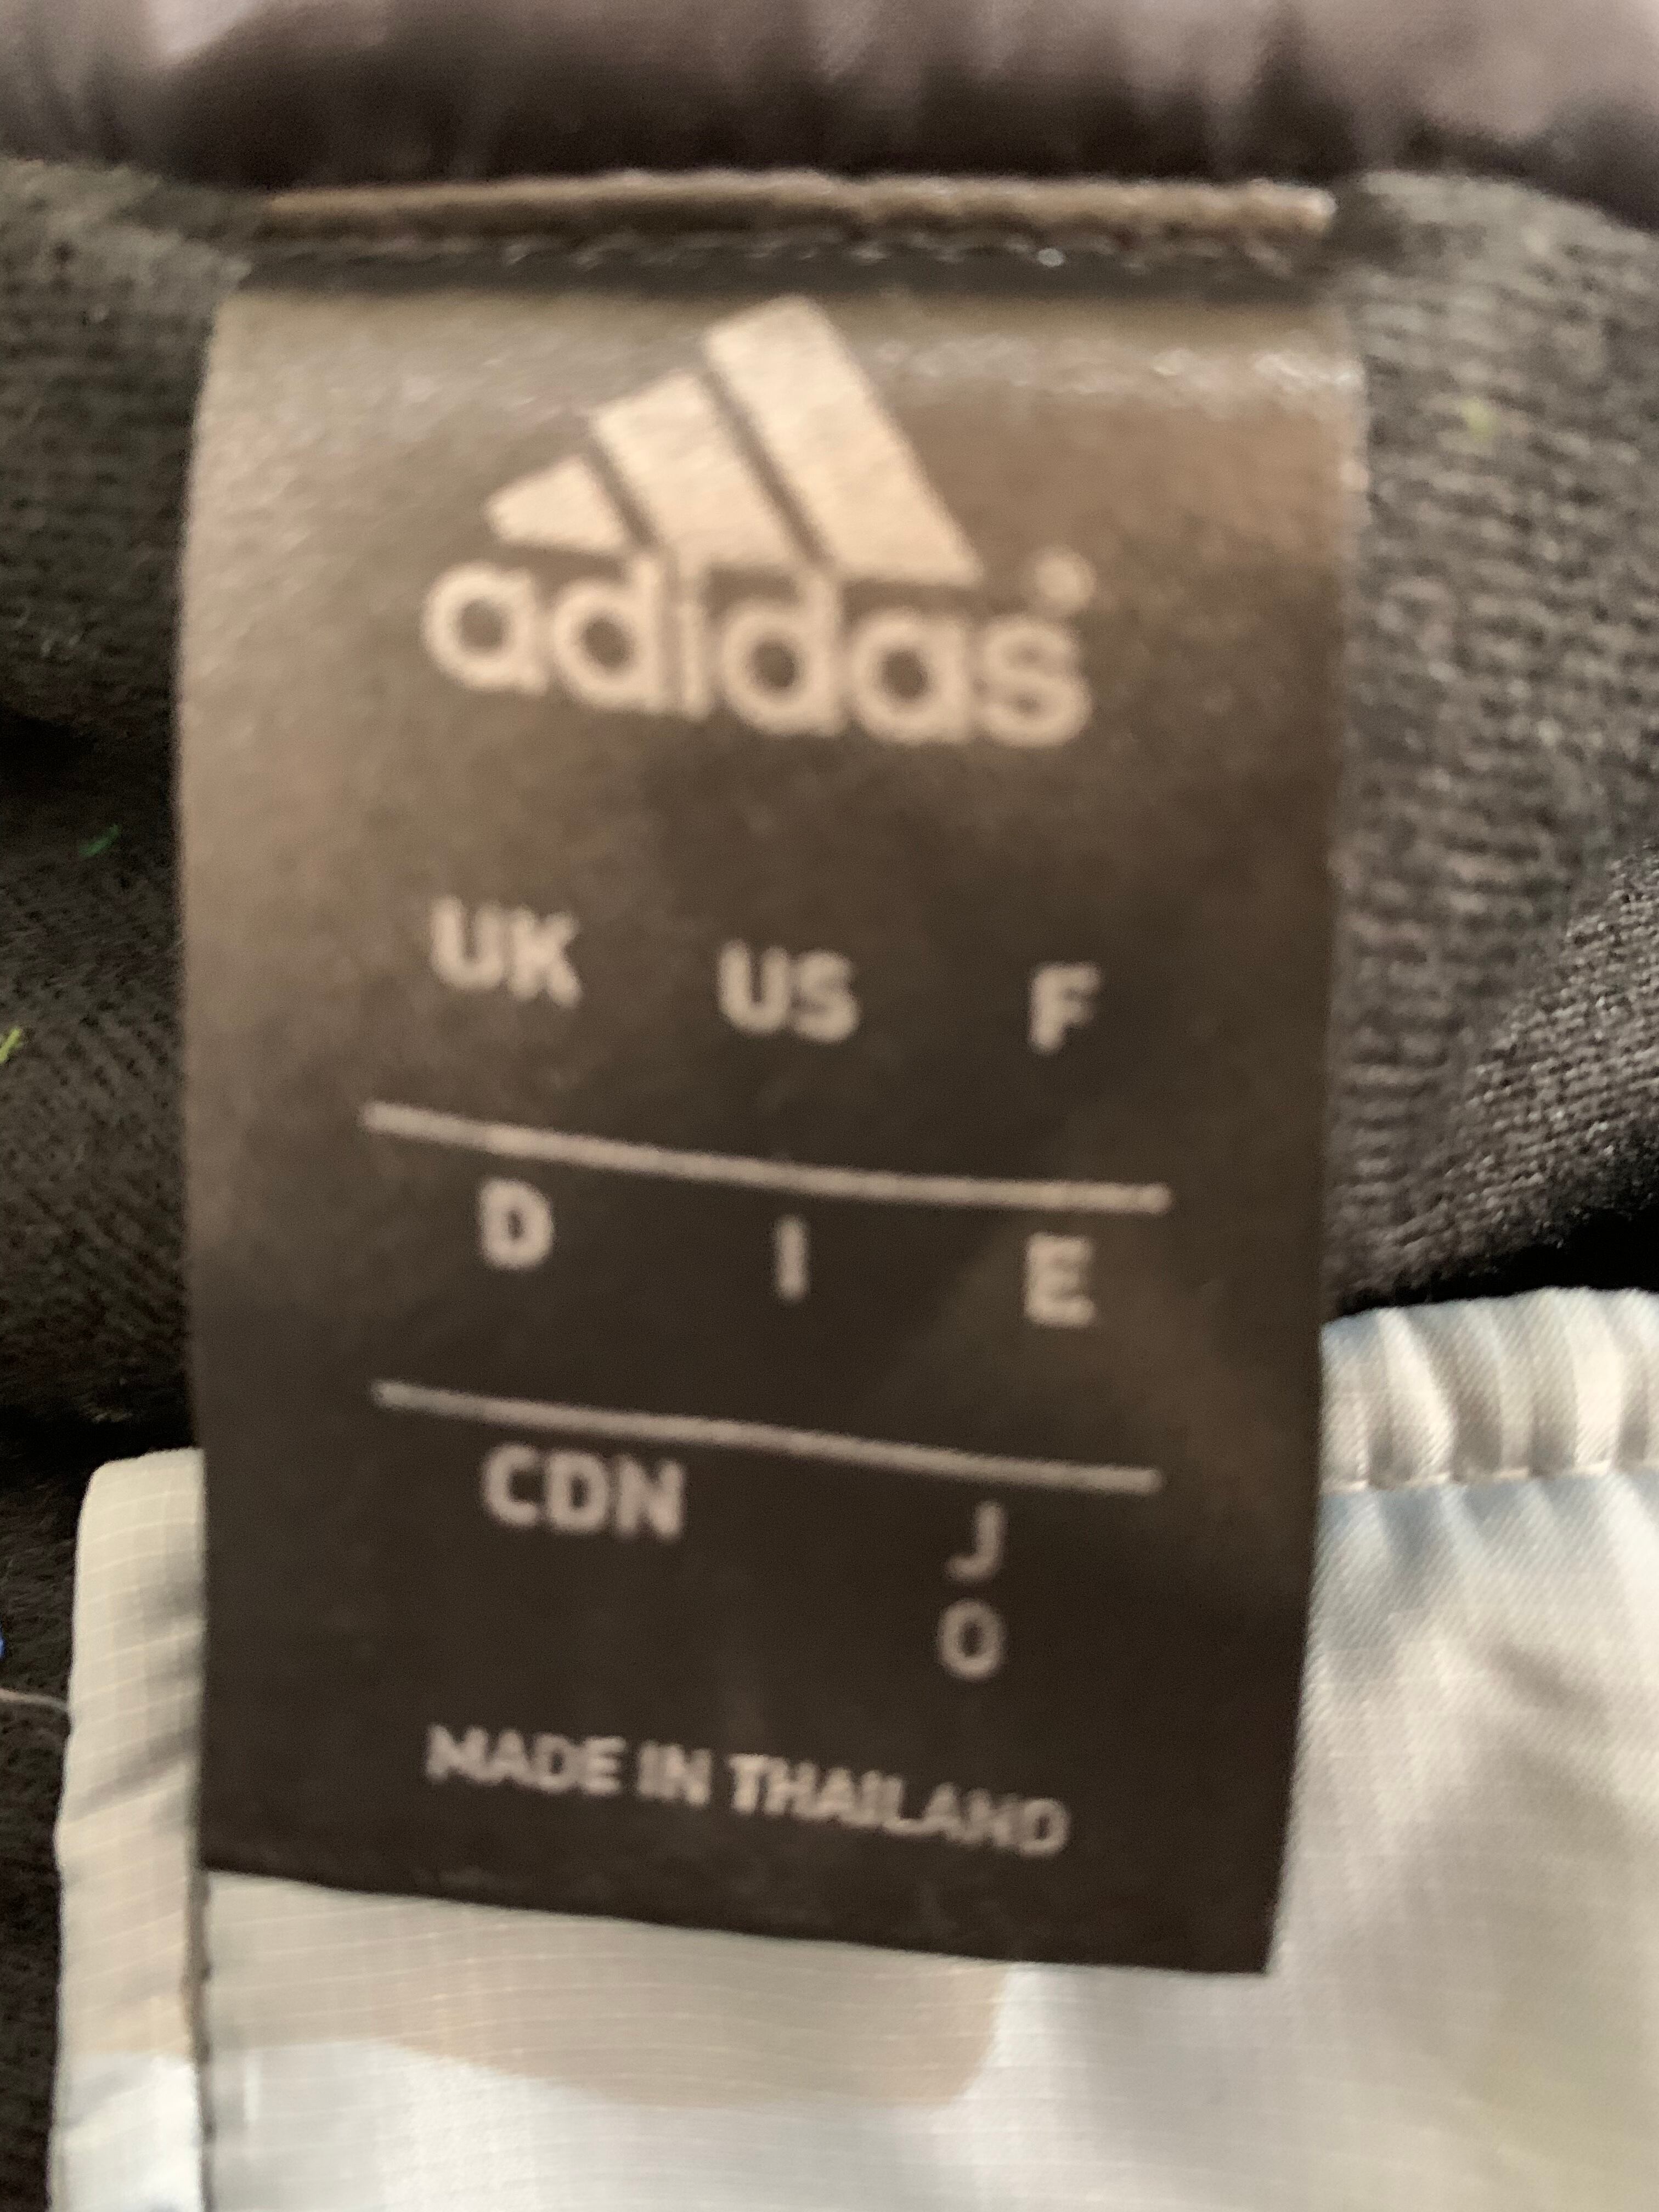 adidas®
UK US F
D I E
CDN J
O
MADE IN THAILAND